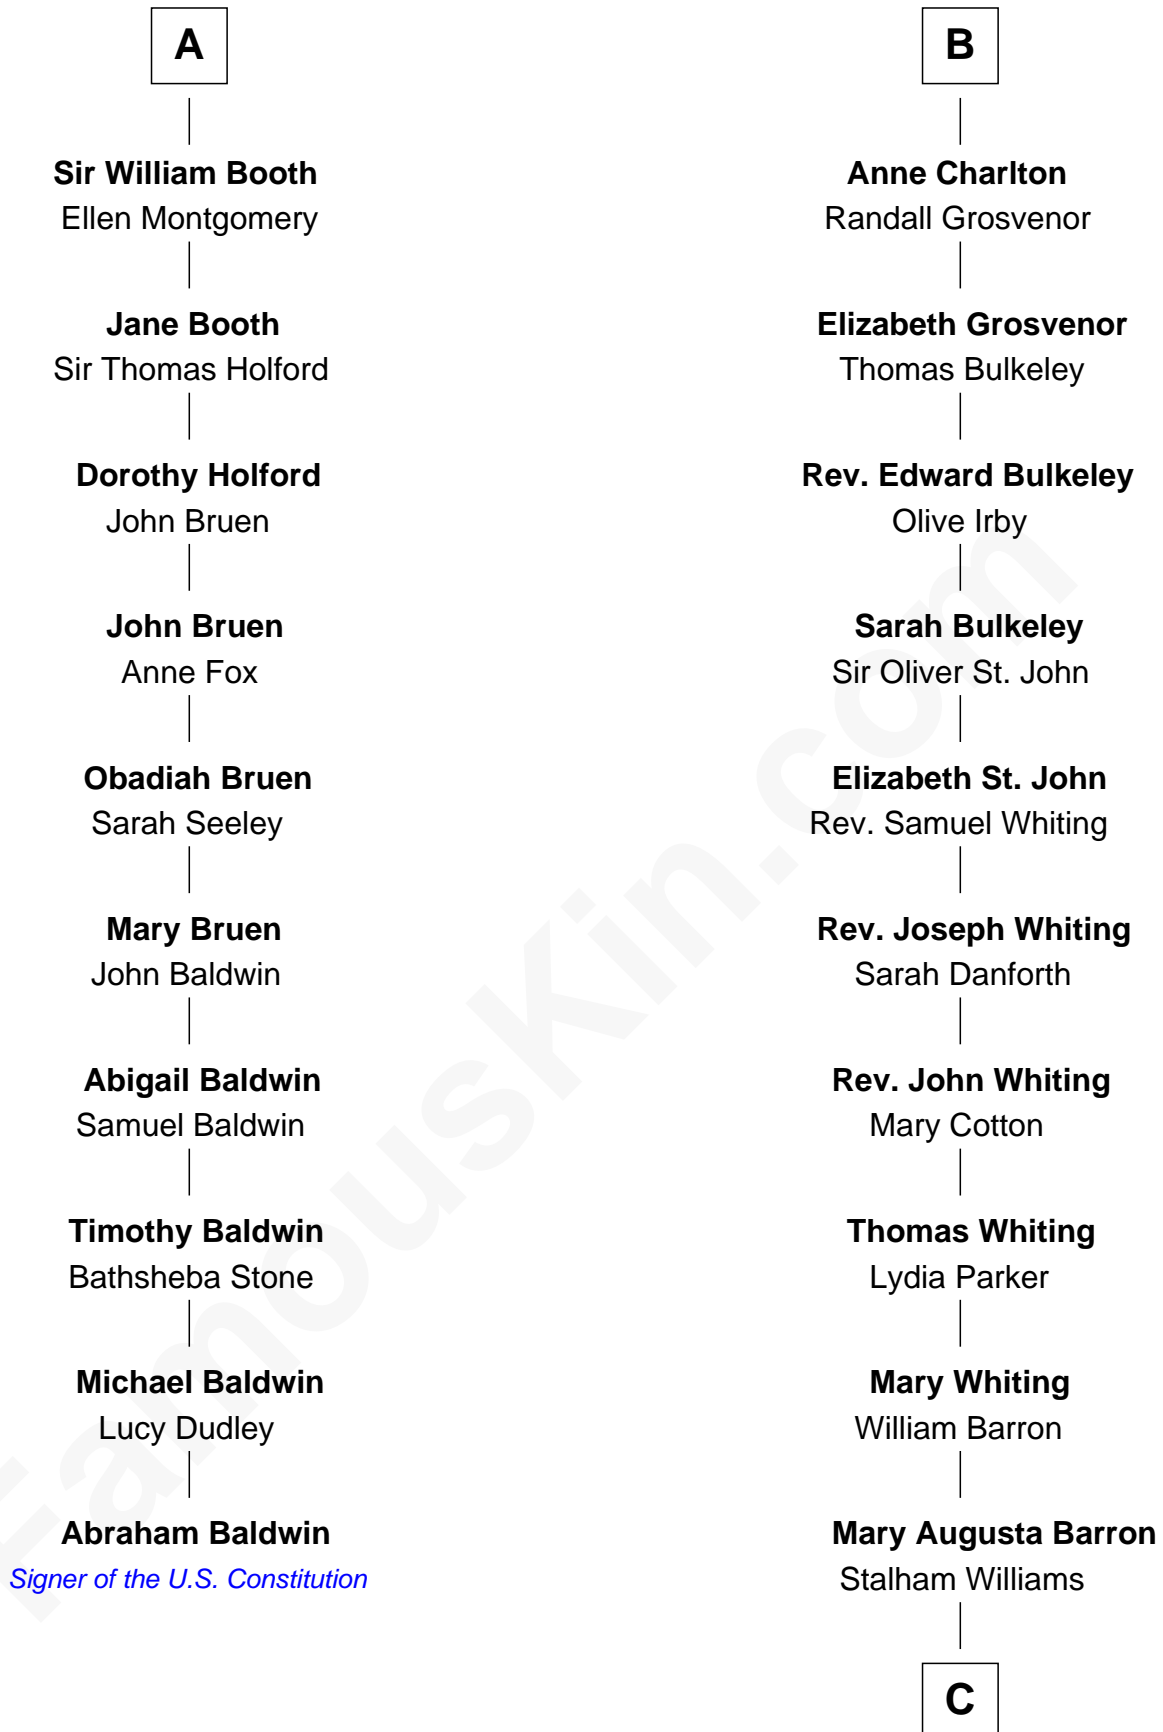 A
Sir William Booth
Ellen Montgomery
Jane Booth
Sir Thomas Holford
Dorothy Holford
John Bruen
John Bruen
Anne Fox
Obadiah Bruen
Sarah Seeley
Mary Bruen
John Baldwin
Abigail Baldwin
Samuel Baldwin
Timothy Baldwin
Bathsheba Stone
Michael Baldwin
Lucy Dudley
Abraham Baldwin
Signer of the U.S. Constitution
B
Anne Charlton
Randall Grosvenor
Elizabeth Grosvenor
Thomas Bulkeley
Rev. Edward Bulkeley
Olive Irby
Sarah Bulkeley
Sir Oliver St. John
Elizabeth St. John
Rev. Samuel Whiting
Rev. Joseph Whiting
Sarah Danforth
Rev. John Whiting
Mary Cotton
Thomas Whiting
Lydia Parker
Mary Whiting
William Barron
Mary Augusta Barron
Stalham Williams
C
FamousKin.com